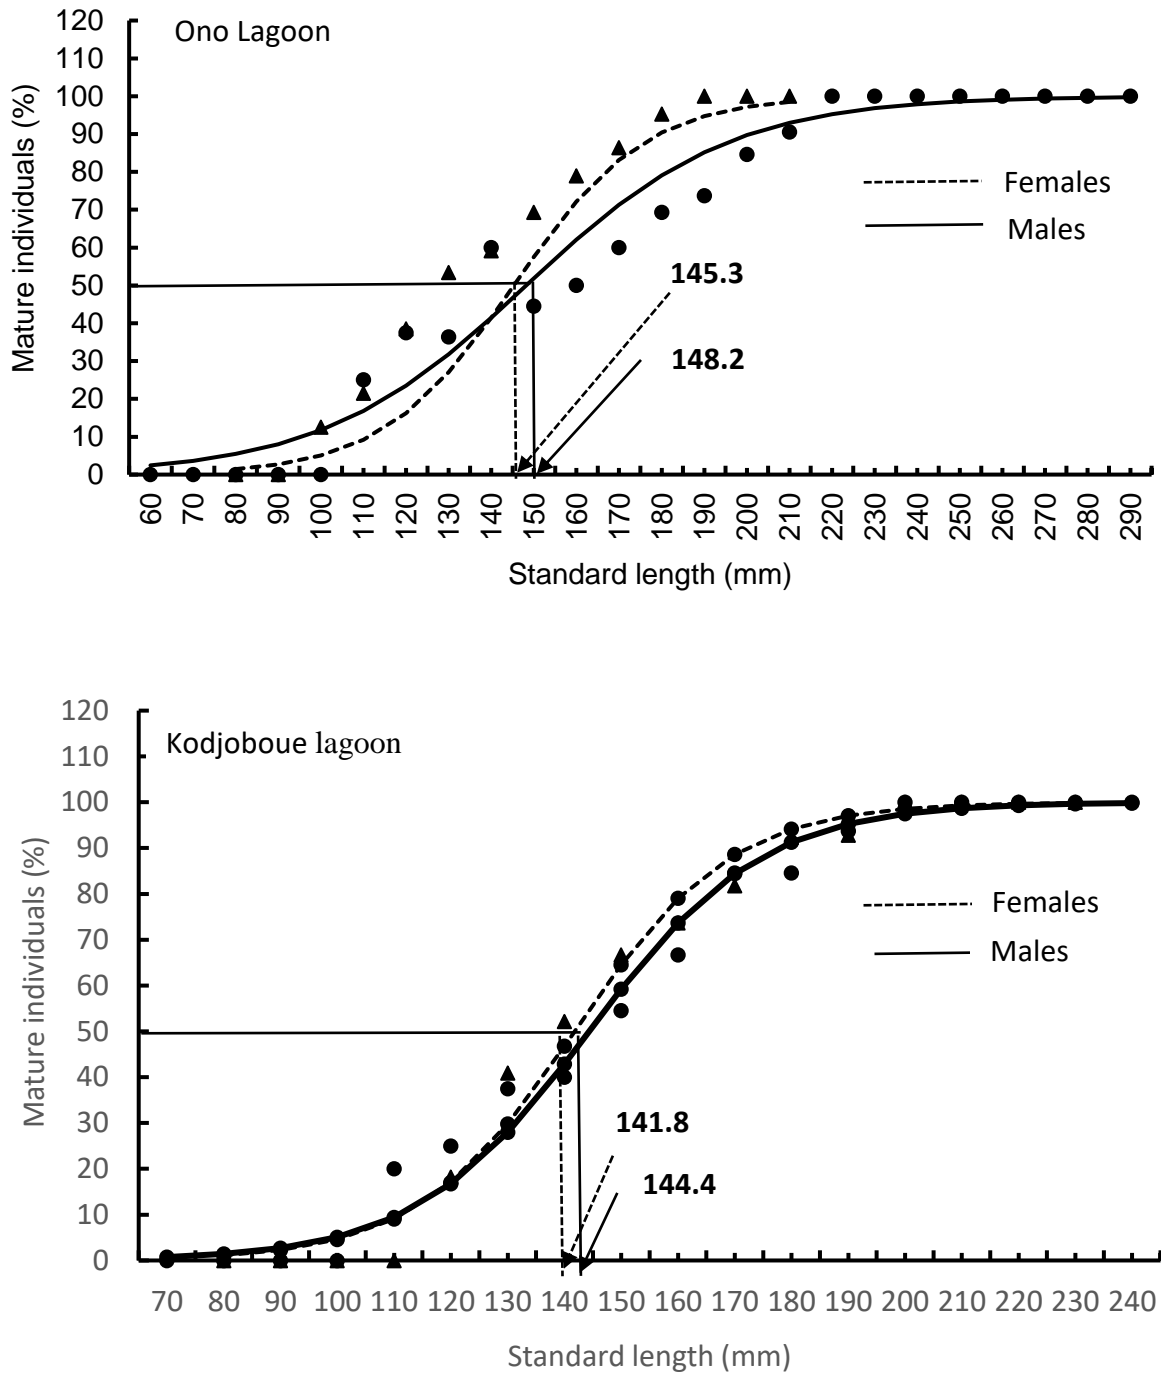 Ono Lagoon
120
110
100
90
80
70
60
50
40
30
20
10
0
Mature individuals (%)
Females
Males
145.3
148.2
60 70 80 90 100 110 120 130 140 150 160 170 180 190 200 210 220 230 240 250 260 270 280 290
Standard length (mm)
Kodjoboue lagoon
120
110
100
90
80
70
60
50
40
30
20
10
0
Mature individuals (%)
Females
Males
141.8
144.4
70 80 90 100 110 120 130 140 150 160 170 180 190 200 210 220 230 240
Standard length (mm)